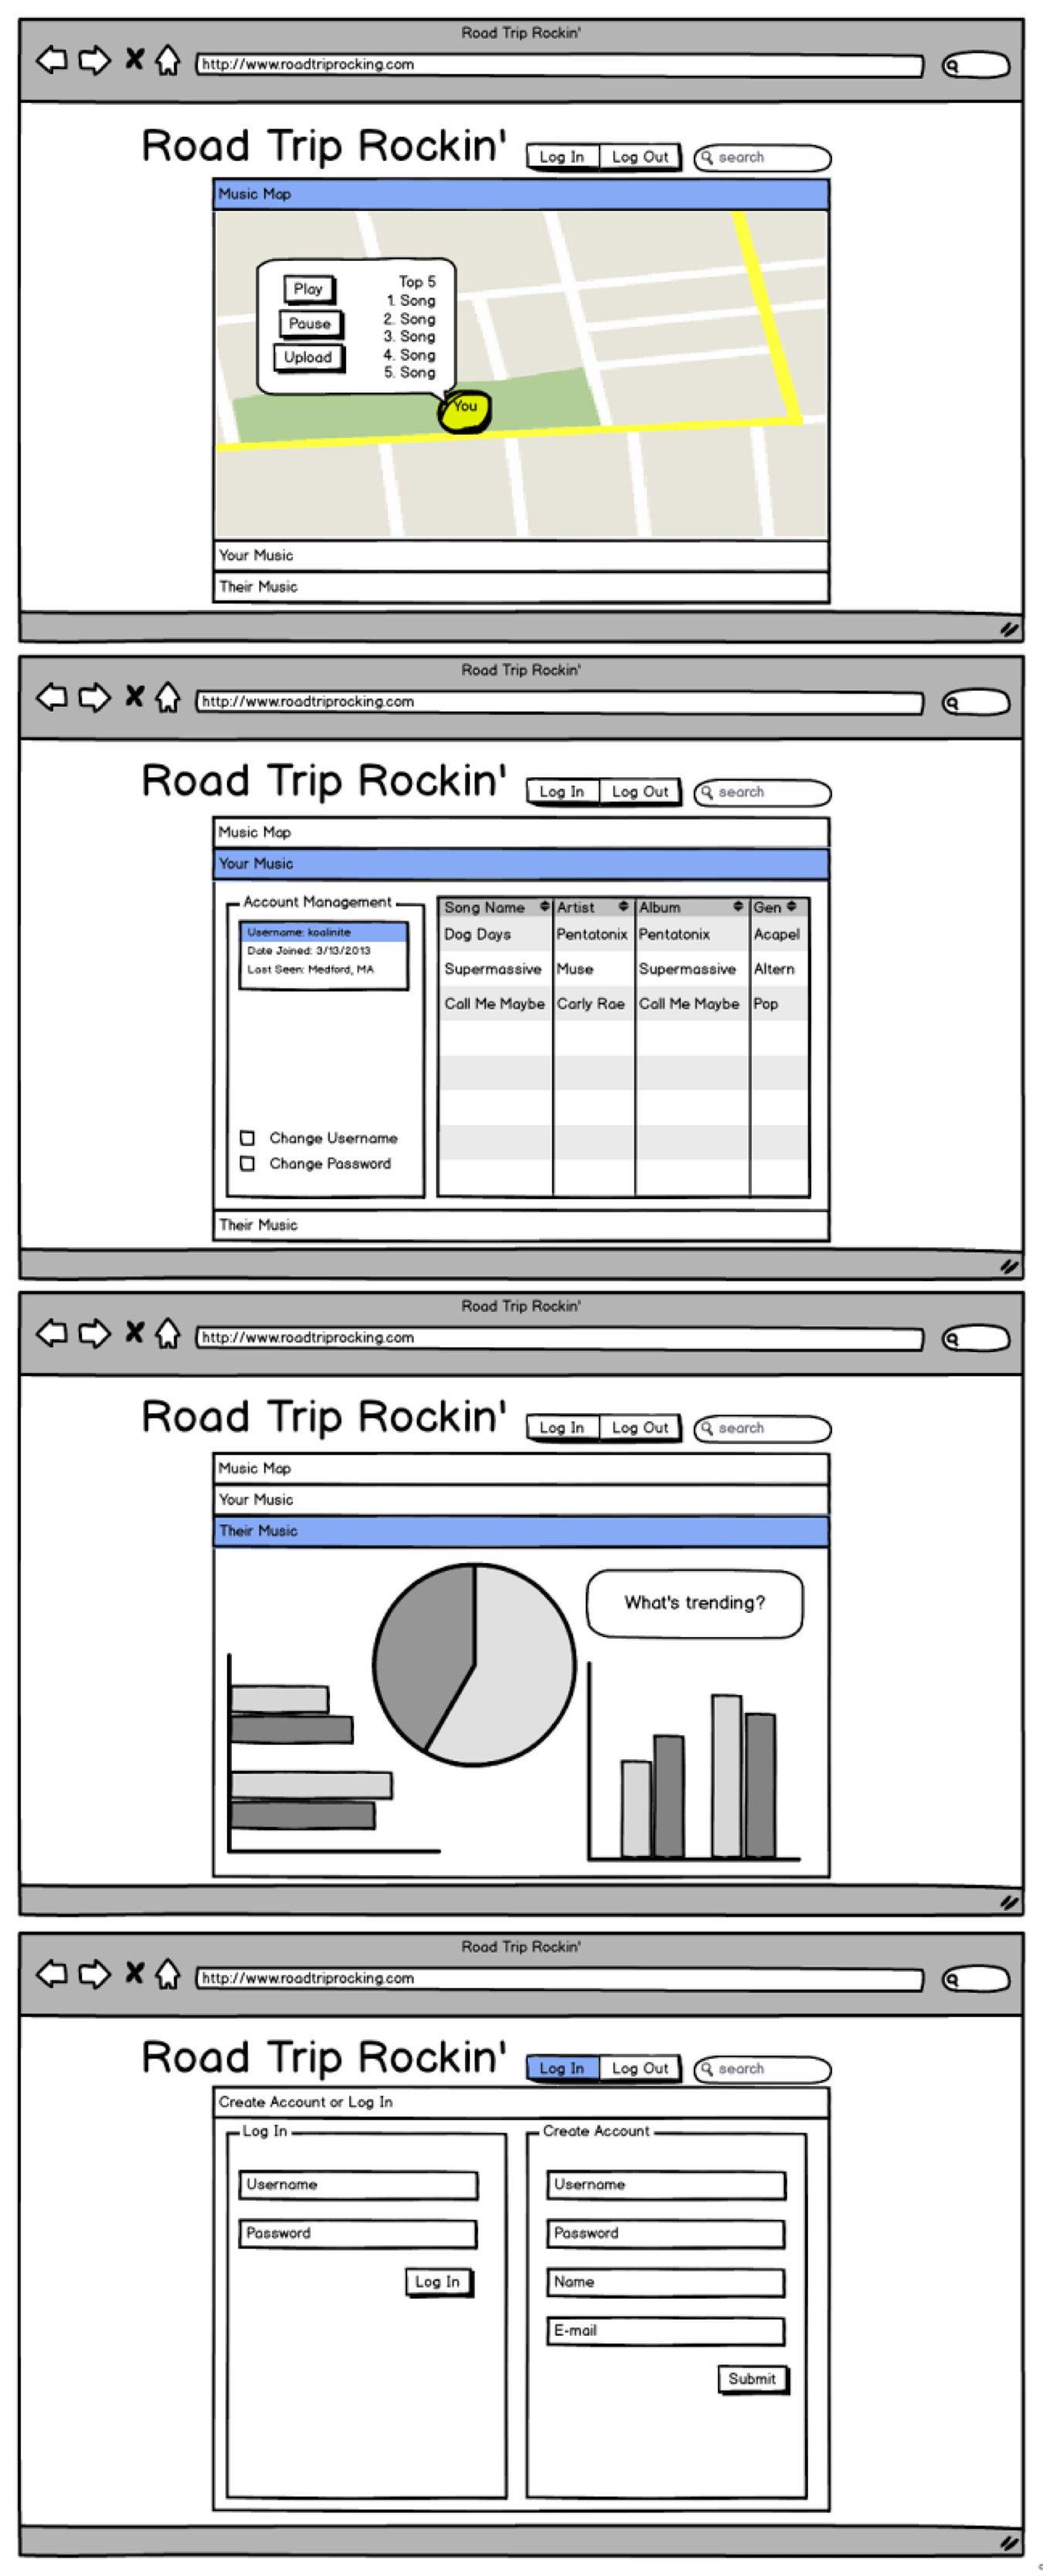 Road Trip Rockin'
http://www.roadtriprocking.com
Road Trip Rockin' Log In Log Out search
Music Map
Play
Pause
Upload
Top 5
1. Song
2. Song
3. Song
4. Song
5. Song
You
Your Music
Their Music
Road Trip Rockin'
http://www.roadtriprocking.com
Road Trip Rockin' Log In Log Out search
Music Map
Your Music
Account Management
Username: koalinite
Date Joined: 3/13/2013
Last Seen: Medford, MA
Change Username
Change Password
Song Name Artist Album Gen
Dog Days Pentatonix Pentatonix Acapel
Supermassive Muse Supermassive Altern
Call Me Maybe Carly Rae Call Me Maybe Pop
Their Music
Road Trip Rockin'
http://www.roadtriprocking.com
Road Trip Rockin' Log In Log Out search
Music Map
Your Music
Their Music
What's trending?
Road Trip Rockin'
http://www.roadtriprocking.com
Road Trip Rockin' Log In Log Out search
Create Account or Log In
Log In
Username
Password
Log In
Create Account
Username
Password
Name
E-mail
Submit